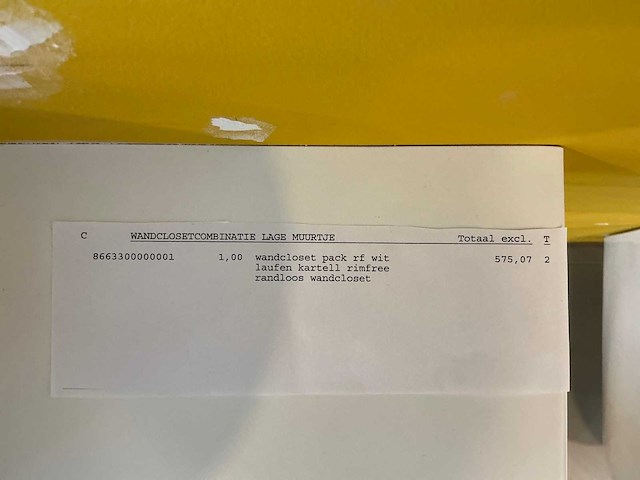 C WANDCLOSETCOMBINATIE LAGE MUURTJE Totaal excl. T
8663300000001 1,00 wandcloset pack rf wit 575,07 2
laufen kartell rimfree
randloos wandcloset